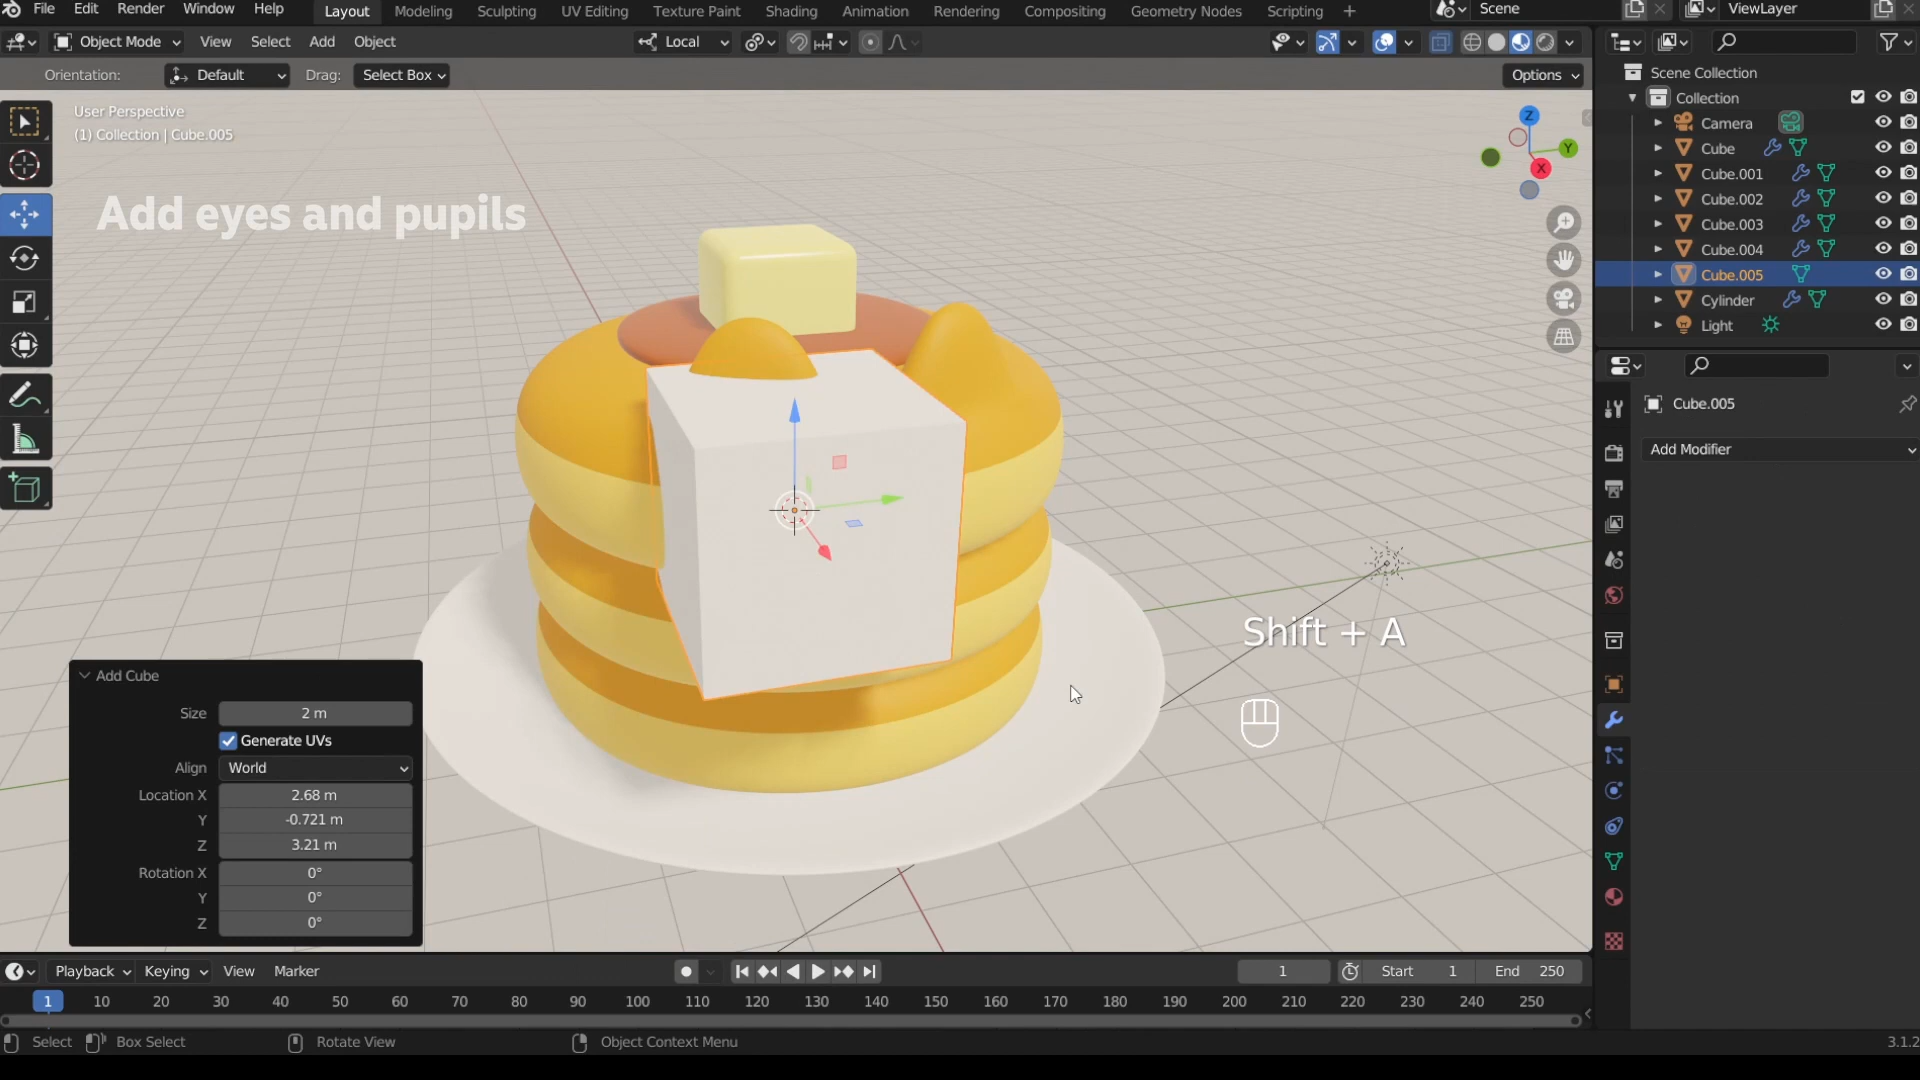 File Edit Render Window Help Layout Modeling Sculpting UV Editing Texture Paint Shading Animation Rendering Compositing Geometry Nodes Scripting + Scene ViewLayer
Object Mode View Select Add Object Local
Orientation: Default Drag: Select Box Options
User Perspective
(1) Collection | Cube.005
Add eyes and pupils
Z
Y
X
Scene Collection
Collection
Camera
Cube
Cube.001
Cube.002
Cube.003
Cube.004
Cube.005
Cylinder
Light
Cube.005
Add Modifier
Shift + A
Add Cube
Size 2 m
Generate UVs
Align World
Location X 2.68 m
Y -0.721 m
Z 3.21 m
Rotation X 0°
Y 0°
Z 0°
Playback Keying View Marker 1 Start 1 End 250
1 10 20 30 40 50 60 70 80 90 100 110 120 130 140 150 160 170 180 190 200 210 220 230 240 250
Select Box Select Rotate View Object Context Menu 3.1.2